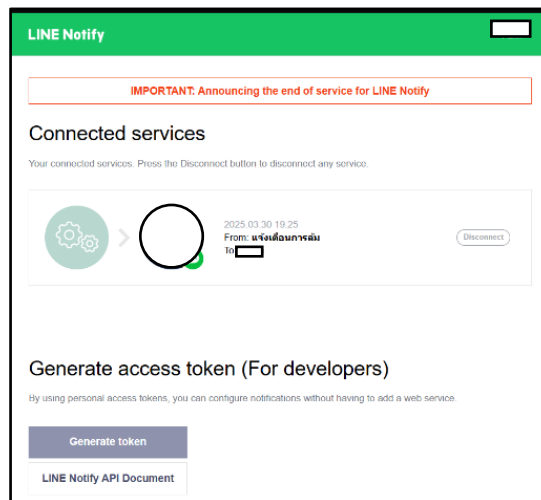 LINE Notify
IMPORTANT: Announcing the end of service for LINE Notify
Connected services
Your connected services. Press the Disconnect button to disconnect any service.
2025.03.30 19:25
From: แจ้งเตือนการล้ม
To
Disconnect
Generate access token (For developers)
By using personal access tokens, you can configure notifications without having to add a web service.
Generate token
LINE Notify API Document